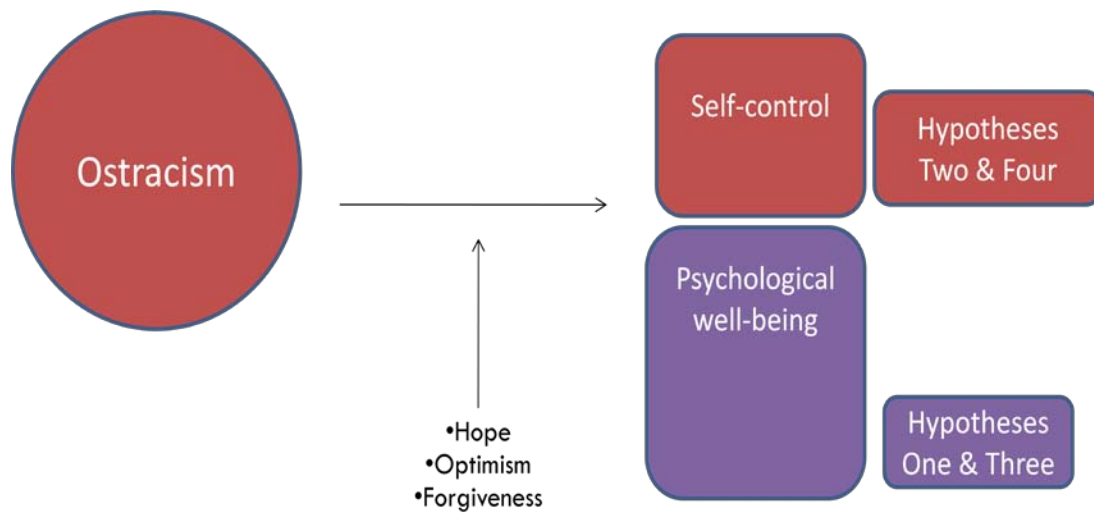 Ostracism
Self-control
Hypotheses
Two & Four
Psychological
well-being
•Hope
•Optimism
•Forgiveness
Hypotheses
One & Three